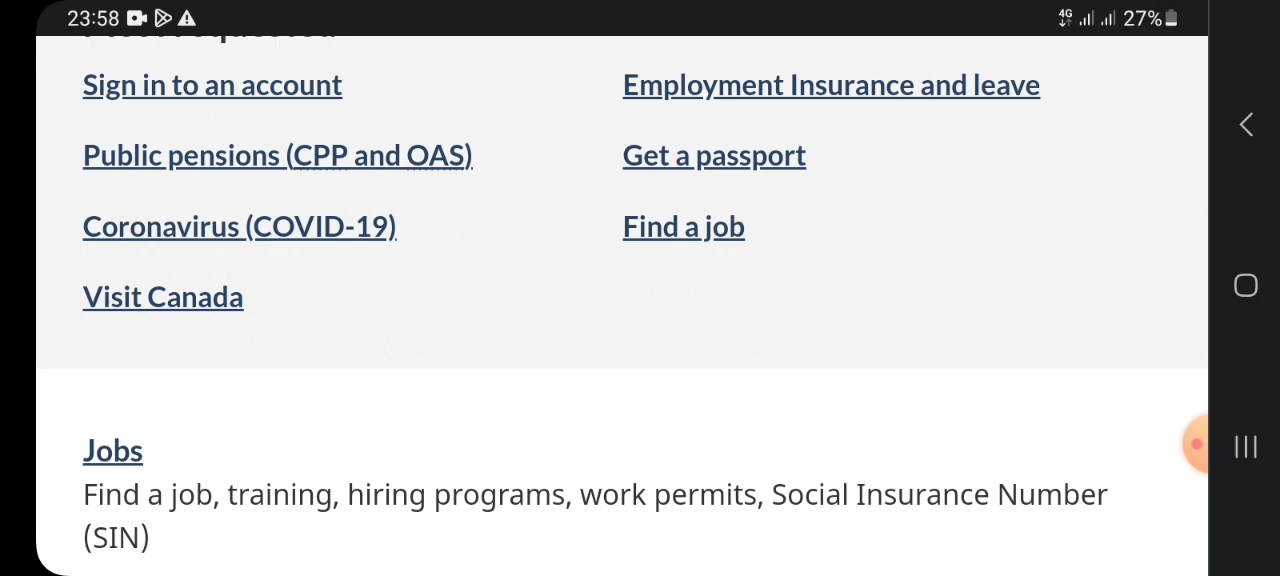 23:58 4G 27%
Sign in to an account
Employment Insurance and leave
Public pensions (CPP and OAS)
Get a passport
Coronavirus (COVID-19)
Find a job
Visit Canada
Jobs
Find a job, training, hiring programs, work permits, Social Insurance Number
(SIN)